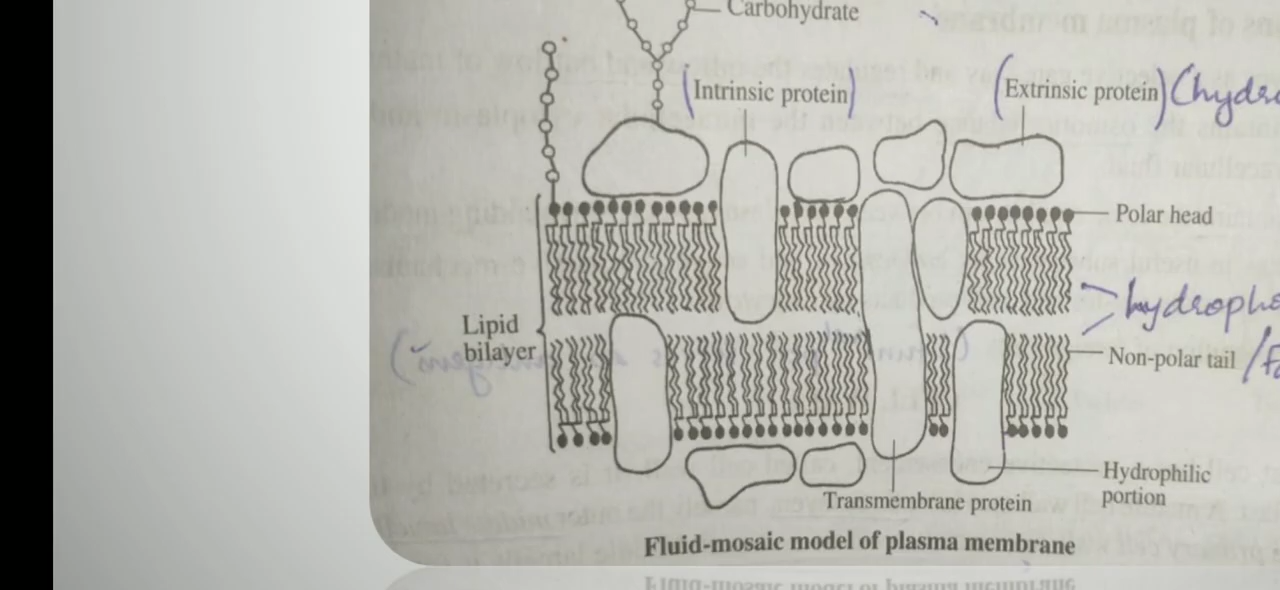 Carbohydrate
(Intrinsic protein)
(Extrinsic protein)
Polar head
Lipid
bilayer
Non-polar tail /
Hydrophilic
portion
Transmembrane protein
Fluid-mosaic model of plasma membrane